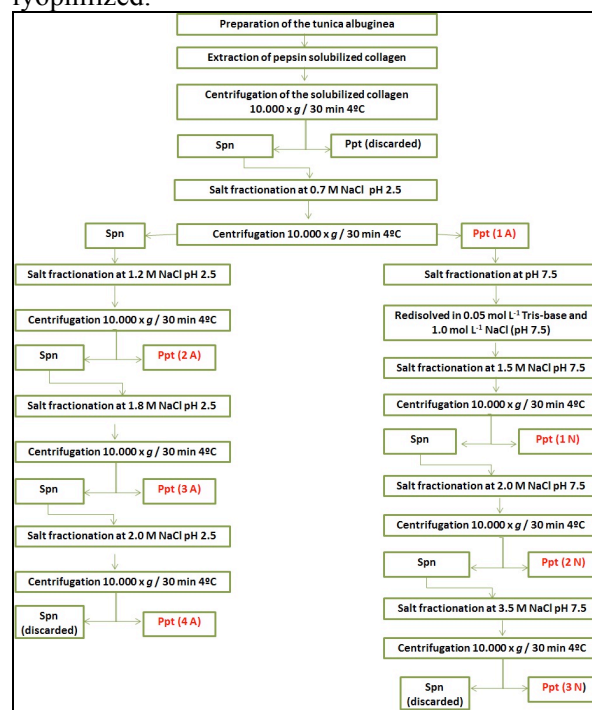 lyophilized.
Preparation of the tunica albuginea
Extraction of pepsin solubilized collagen
Centrifugation of the solubilized collagen
10.000 x g / 30 min 4ºC
Spn
Ppt (discarded)
Salt fractionation at 0.7 M NaCl pH 2.5
Spn
Centrifugation 10.000 x g / 30 min 4ºC
Ppt (1 A)
Salt fractionation at 1.2 M NaCl pH 2.5
Centrifugation 10.000 x g / 30 min 4ºC
Spn
Ppt (2 A)
Salt fractionation at 1.8 M NaCl pH 2.5
Centrifugation 10.000 x g / 30 min 4ºC
Spn
Ppt (3 A)
Salt fractionation at 2.0 M NaCl pH 2.5
Centrifugation 10.000 x g / 30 min 4ºC
Spn
(discarded)
Ppt (4 A)
Salt fractionation at pH 7.5
Redisolved in 0.05 mol L⁻¹ Tris-base and
1.0 mol L⁻¹ NaCl (pH 7.5)
Salt fractionation at 1.5 M NaCl pH 7.5
Centrifugation 10.000 x g / 30 min 4ºC
Spn
Ppt (1 N)
Salt fractionation at 2.0 M NaCl pH 7.5
Centrifugation 10.000 x g / 30 min 4ºC
Spn
Ppt (2 N)
Salt fractionation at 3.5 M NaCl pH 7.5
Centrifugation 10.000 x g / 30 min 4ºC
Spn
(discarded)
Ppt (3 N)